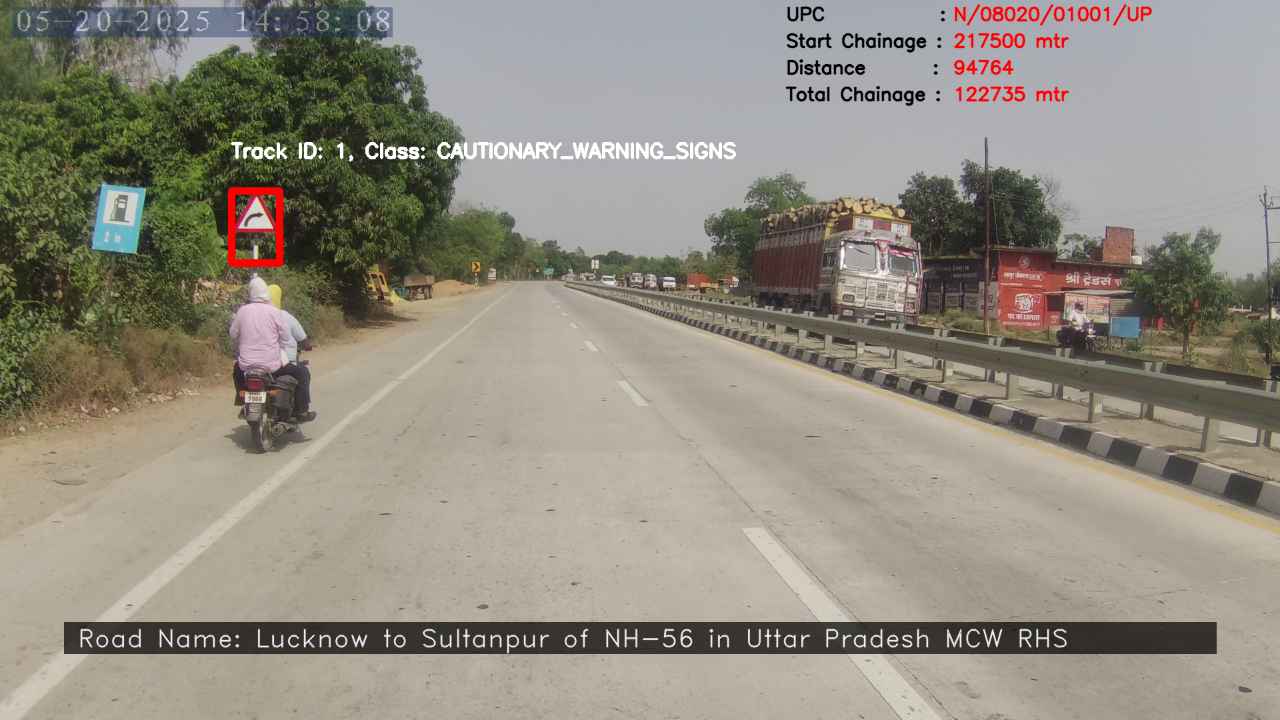 05-20-2025 14:58:08
UPC : N/08020/01001/UP
Start Chainage : 217500 mtr
Distance : 94764
Total Chainage : 122735 mtr
Track ID: 1, Class: CAUTIONARY_WARNING_SIGNS
श्री ट्रेडर्स
Road Name: Lucknow to Sultanpur of NH-56 in Uttar Pradesh MCW RHS